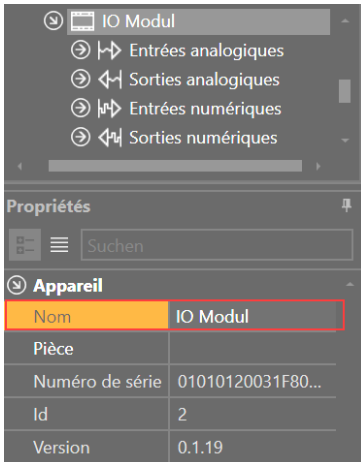 IO Modul
Entrées analogiques
Sorties analogiques
Entrées numériques
Sorties numériques
Propriétés
Suchen
Appareil
Nom IO Modul
Pièce
Numéro de série 01010120031F80...
Id 2
Version 0.1.19